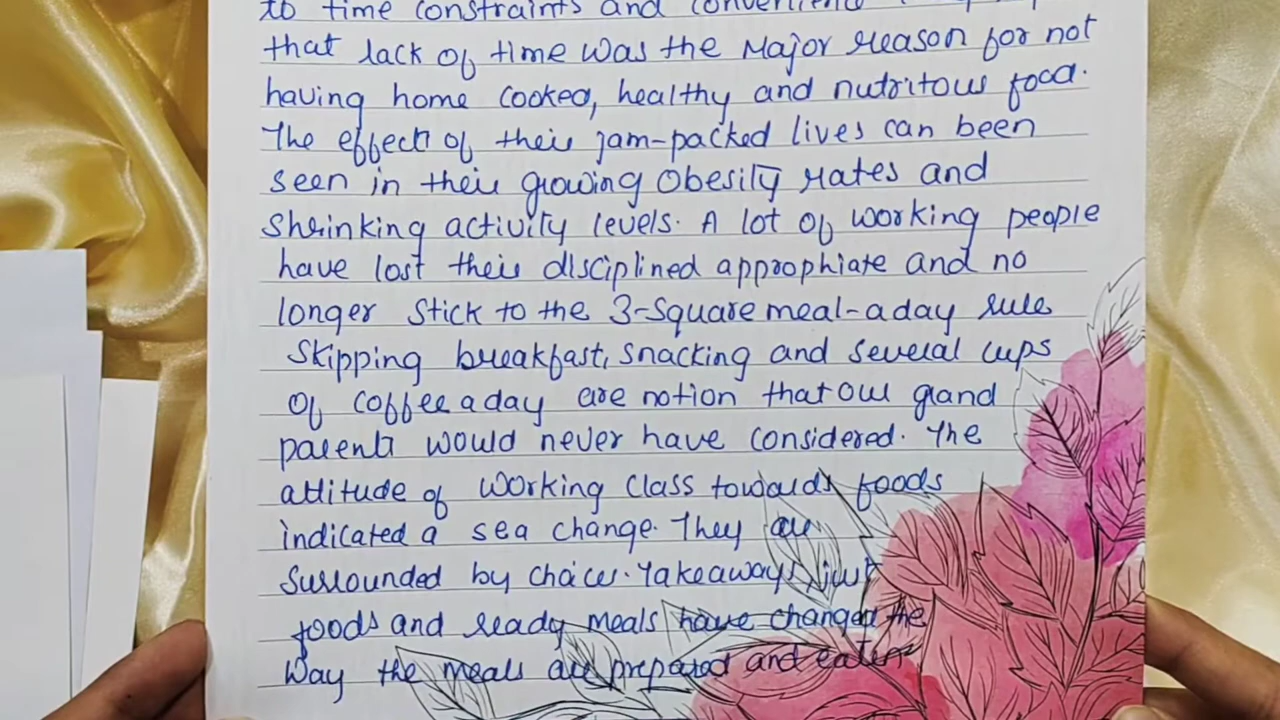 to time constraints and
that lack of time was the Major reason for not
having home cooked, healthy and nutritous food.
The effect of their jam-packed lives can been
seen in their growing Obesity rates and
Shrinking activity levels. A lot of working people
have lost their disciplined approphiate and no
longer stick to the 3-Square meal-a day rule
Skipping breakfast, snacking and several cups
Of coffee a day are notion that our grand
parents would never have considered. The
attitude of working Class towards foods
indicated a sea change. They are
Surrounded by choices. Takeaways
foods and ready meals have changed the
Way the meals are prepared and eaten